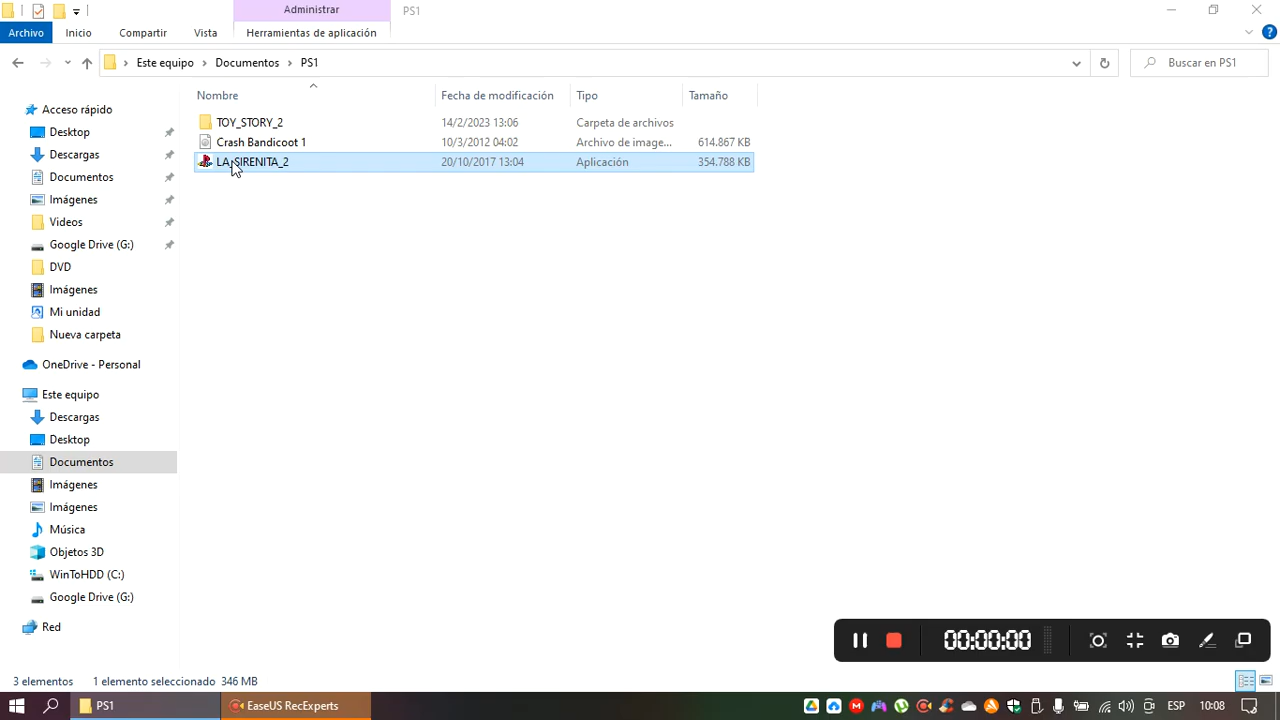 Administrar
PS1
Archivo Inicio Compartir Vista Herramientas de aplicación
Este equipo Documentos PS1
Buscar en PS1
Nombre Fecha de modificación Tipo Tamaño
TOY_STORY_2 14/2/2023 13:06 Carpeta de archivos
Crash Bandicoot 1 10/3/2012 04:02 Archivo de image... 614.867 KB
LA_SIRENITA_2 20/10/2017 13:04 Aplicación 354.788 KB
Acceso rápido
Desktop
Descargas
Documentos
Imágenes
Videos
Google Drive (G:)
DVD
Imágenes
Mi unidad
Nueva carpeta
OneDrive - Personal
Este equipo
Descargas
Desktop
Documentos
Imágenes
Imágenes
Música
Objetos 3D
WinToHDD (C:)
Google Drive (G:)
Red
00:00:00
3 elementos 1 elemento seleccionado 346 MB
PS1
EaseUS RecExperts
ESP
10:08